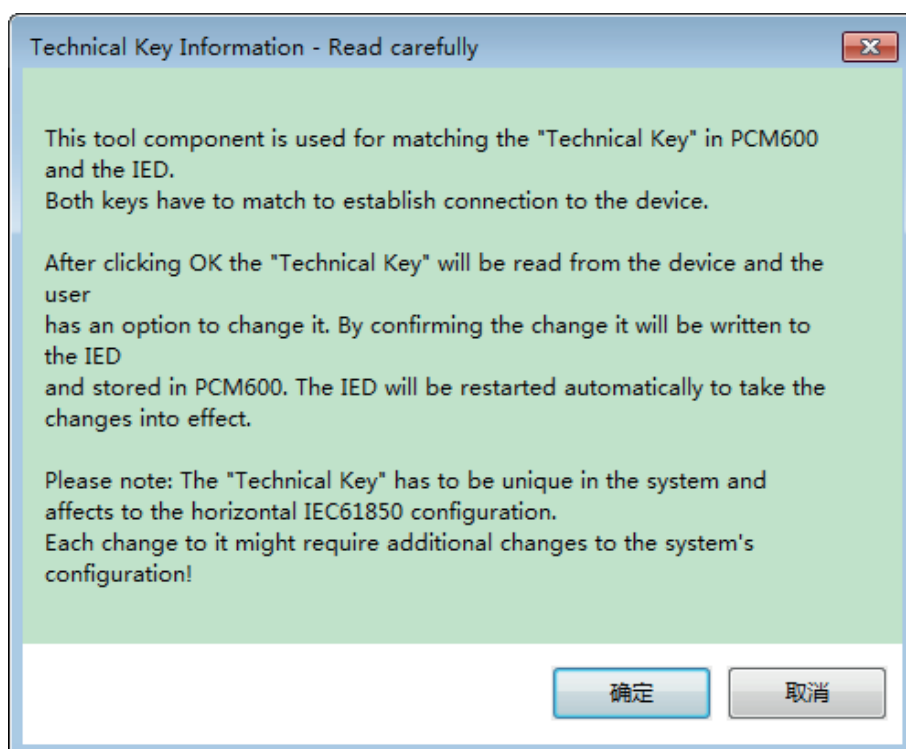 Technical Key Information - Read carefully
This tool component is used for matching the "Technical Key" in PCM600
and the IED.
Both keys have to match to establish connection to the device.
After clicking OK the "Technical Key" will be read from the device and the
user
has an option to change it. By confirming the change it will be written to
the IED
and stored in PCM600. The IED will be restarted automatically to take the
changes into effect.
Please note: The "Technical Key" has to be unique in the system and
affects to the horizontal IEC61850 configuration.
Each change to it might require additional changes to the system's
configuration!
确定 取消